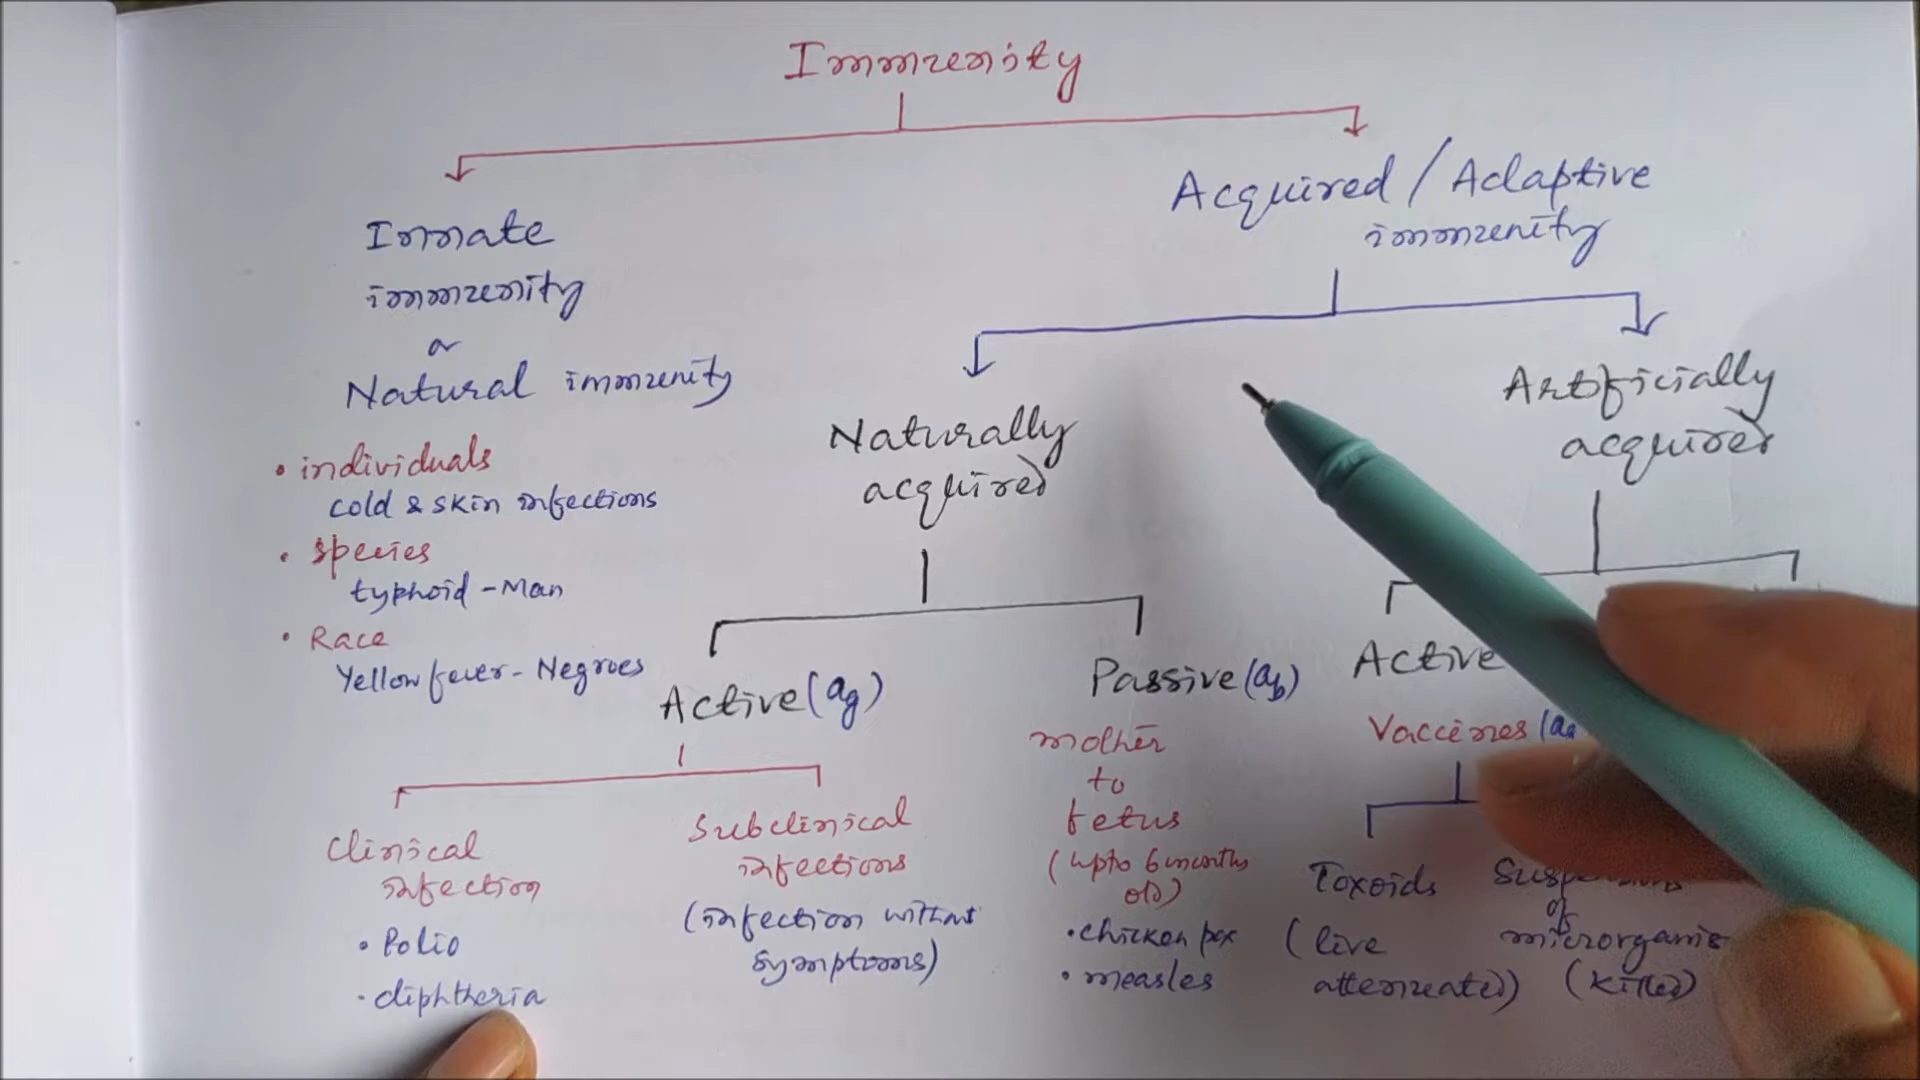 Immunity
Innate
immunity
or
Natural immunity
• individuals
cold & skin infections
• Species
typhoid - Man
• Race
Yellow fever - Negroes
Acquired / Adaptive
immunity
Naturally
acquired
Artificially
acquired
Active (ag)
Passive (ab)
Active
Clinical
infection
• Polio
• diphtheria
Subclinical
infections
(infection without
symptoms)
mother
to
fetus
(upto 6 months
old)
• chicken pox
• measles
Vaccines (
Toxoids
(live
attenuated)
of
(killed)